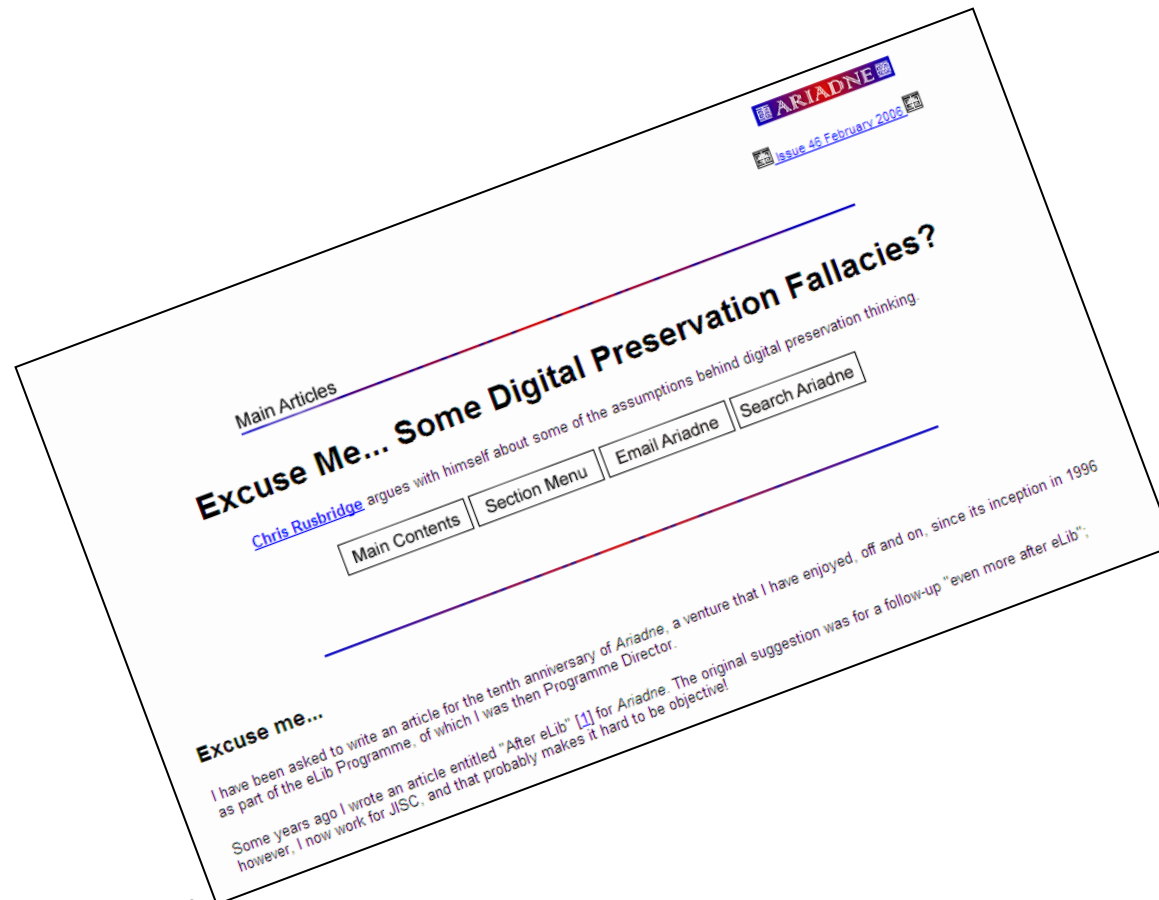 ARIADNE
Issue 46 February 2006
Main Articles
Excuse Me... Some Digital Preservation Fallacies?
Chris Rusbridge argues with himself about some of the assumptions behind digital preservation thinking.
Main Contents Section Menu Email Ariadne Search Ariadne
Excuse me...
I have been asked to write an article for the tenth anniversary of Ariadne, a venture that I have enjoyed, off and on, since its inception in 1996
as part of the eLib Programme, of which I was then Programme Director.
Some years ago I wrote an article entitled "After eLib" [1] for Ariadne. The original suggestion was for a follow-up "even more after eLib";
however, I now work for JISC, and that probably makes it hard to be objective!